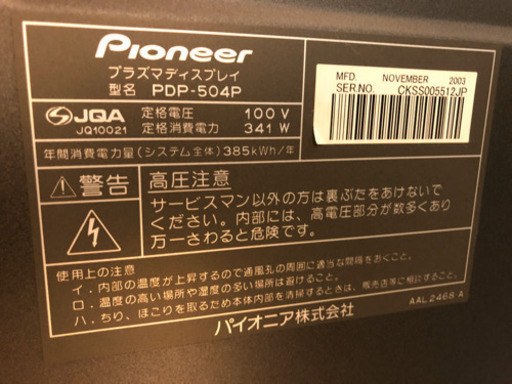 Pioneer
プラズマディスプレイ
型名 PDP-504P
MFD. NOVEMBER 2003
SER.NO. CKSS005512JP
SJQA 定格電圧 100 V
JQ10021 定格消費電力 341 W
年間消費電力量(システム全体) 385kWh/年
警告 高圧注意
サービスマン以外の方は裏ぶたをあけないで
ください。内部には、高電圧部分が数多くあり
万一さわると危険です。
使用上の注意
イ.内部の温度が上昇するので通風孔の周囲に適当な間隔をおくこと。
ロ.温度の高い場所や湿度の多い場所は避けること。
ハ.ちり、ほこりを取るため本体内部を清掃するときは、販売店等に相談すること。
AAL2468-A
パイオニア株式会社